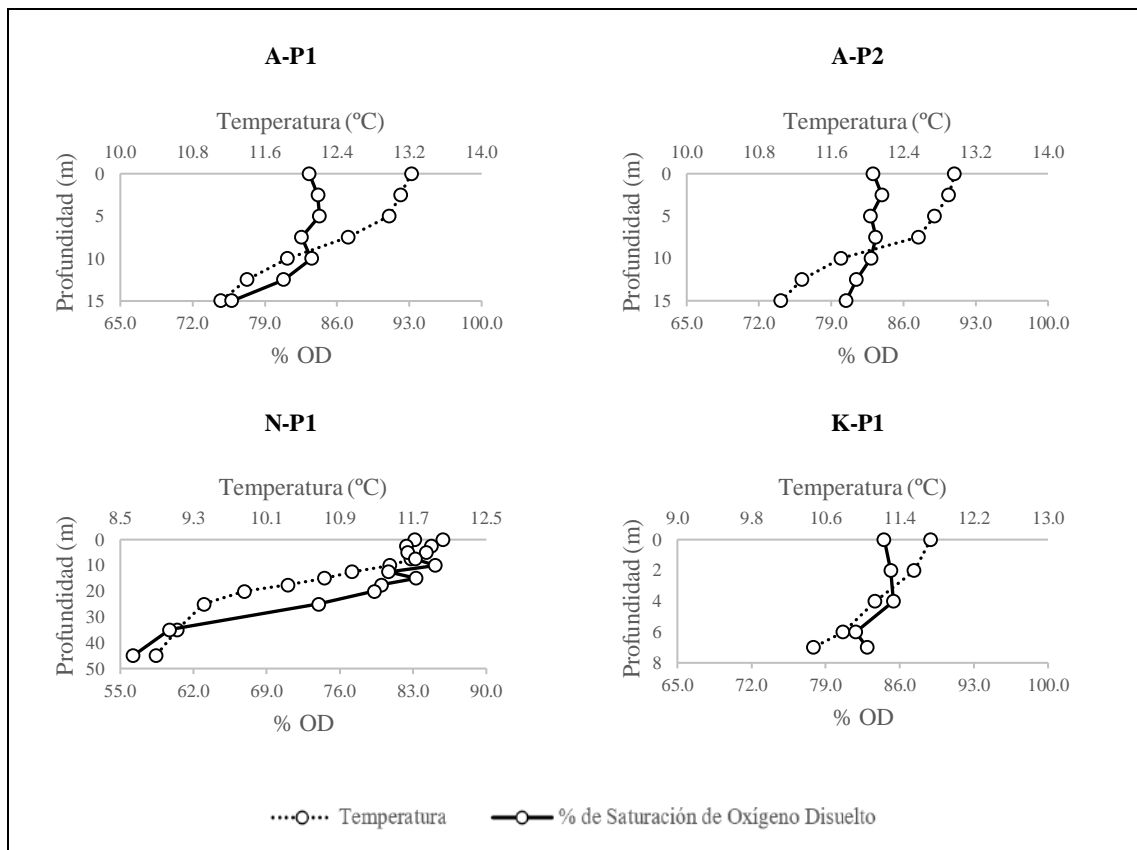 A-P1
Temperatura (ºC)
10.0 10.8 11.6 12.4 13.2 14.0
Profundidad (m)
0
5
10
15
65.0 72.0 79.0 86.0 93.0 100.0
% OD
A-P2
Temperatura (ºC)
10.0 10.8 11.6 12.4 13.2 14.0
Profundidad (m)
0
5
10
15
65.0 72.0 79.0 86.0 93.0 100.0
% OD
N-P1
Temperatura (ºC)
8.5 9.3 10.1 10.9 11.7 12.5
Profundidad (m)
0
10
20
30
40
50
55.0 62.0 69.0 76.0 83.0 90.0
% OD
K-P1
Temperatura (ºC)
9.0 9.8 10.6 11.4 12.2 13.0
Profundidad (m)
0
2
4
6
8
65.0 72.0 79.0 86.0 93.0 100.0
% OD
Temperatura
% de Saturación de Oxígeno Disuelto